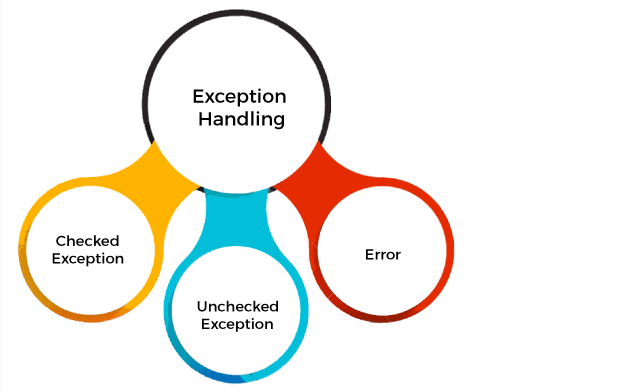 Exception
Handling
Checked
Exception
Unchecked
Exception
Error